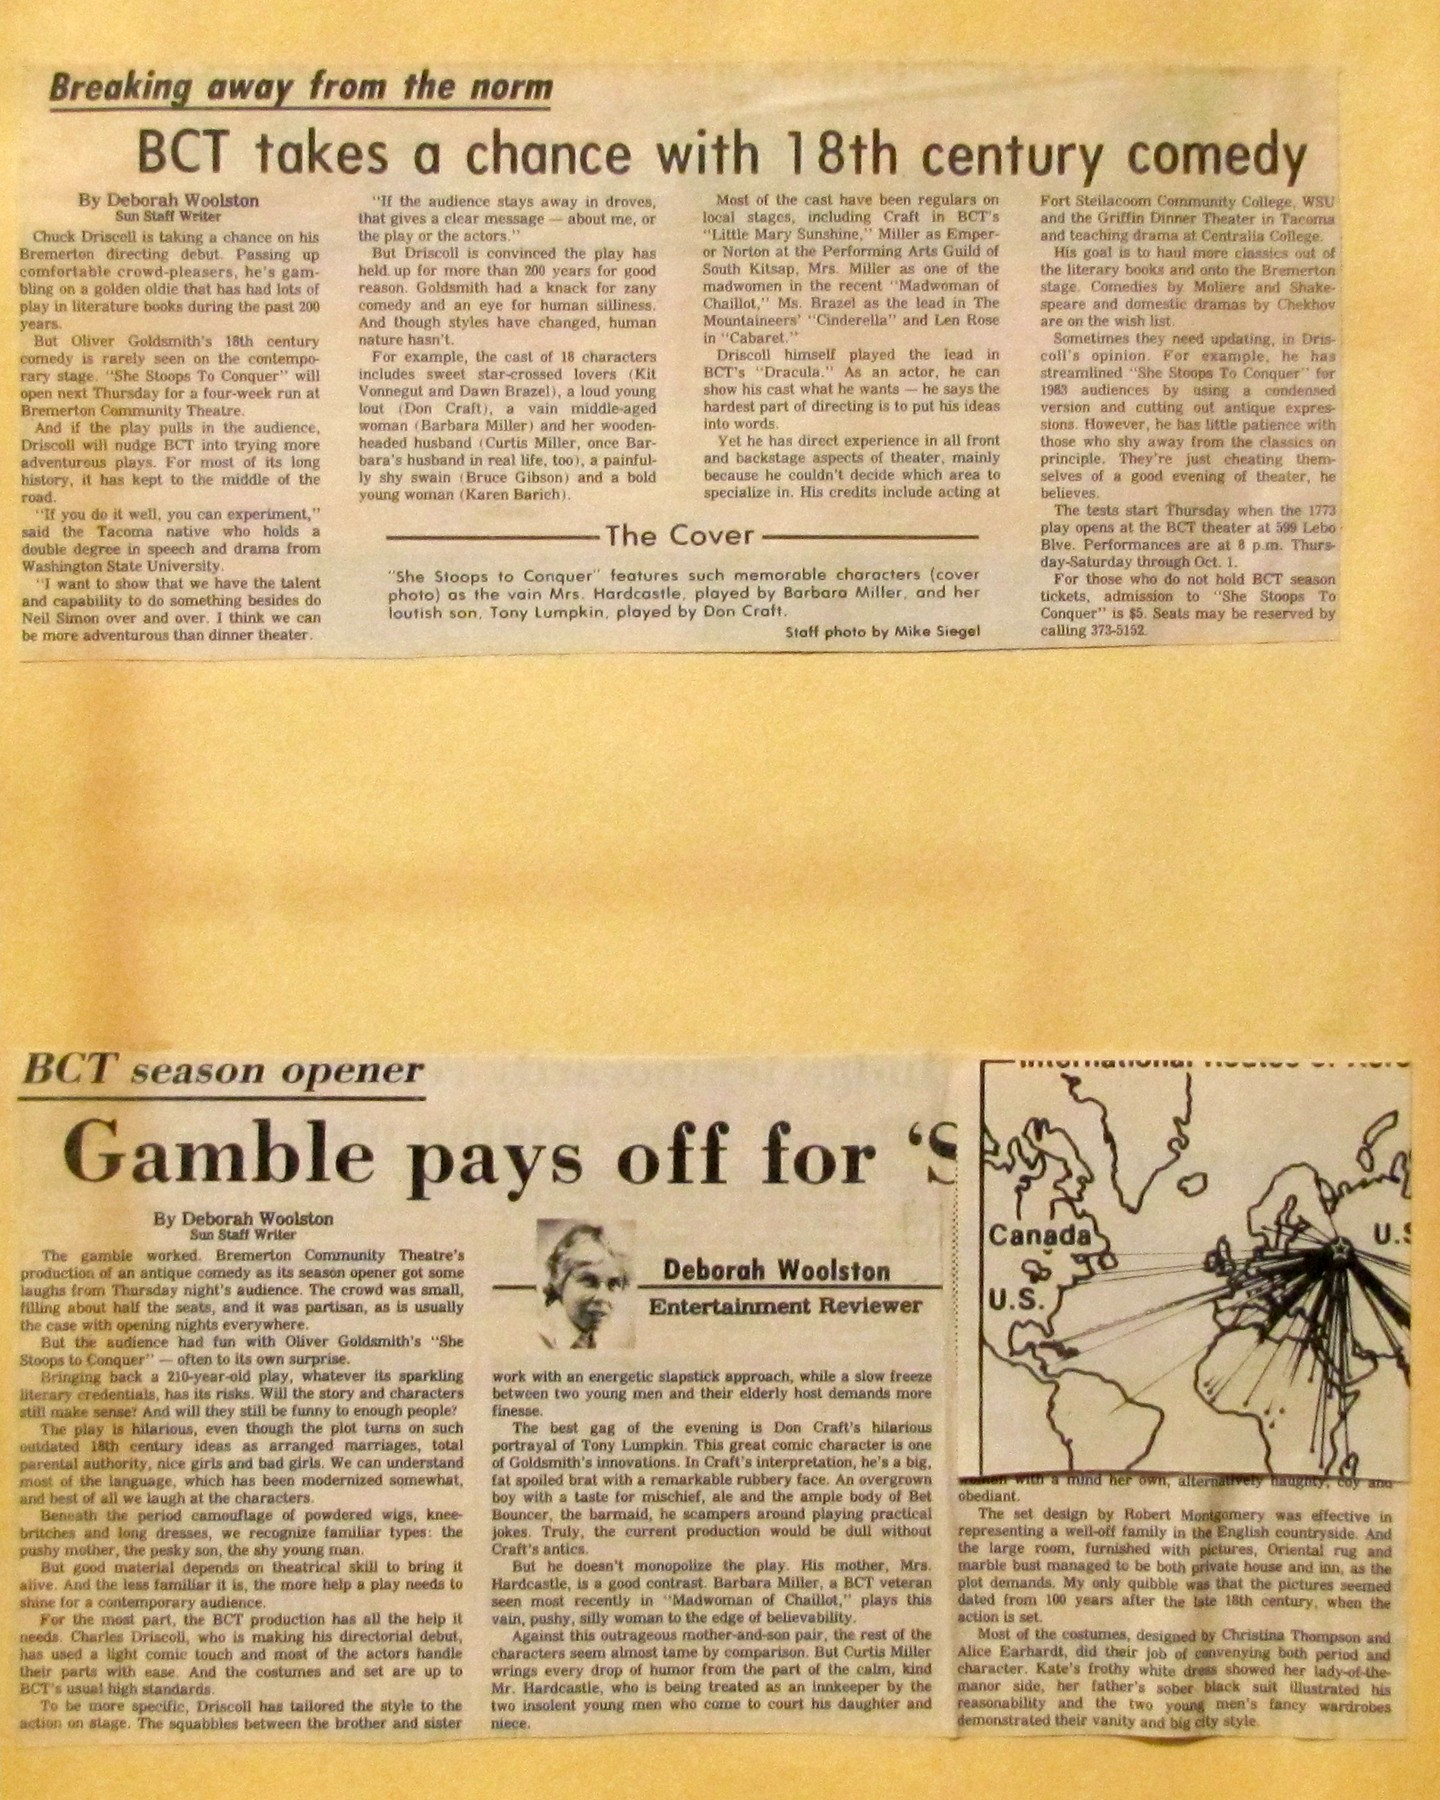 Breaking away from the norm
BCT takes a chance with 18th century comedy
By Deborah Woolston
Sun Staff Writer
Chuck Driscoll is taking a chance on his
Bremerton directing debut. Passing up
comfortable crowd-pleasers, he's gam-
bling on a golden oldie that has had lots of
play in literature books during the past 200
years.
But Oliver Goldsmith's 18th century
comedy is rarely seen on the contempo-
rary stage. "She Stoops To Conquer" will
open next Thursday for a four-week run at
Bremerton Community Theatre.
And if the play pulls in the audience,
Driscoll will nudge BCT into trying more
adventurous plays. For most of its long
history, it has kept to the middle of the
road.
"If you do it well, you can experiment,"
said the Tacoma native who holds a
double degree in speech and drama from
Washington State University.
"I want to show that we have the talent
and capability to do something besides do
Neil Simon over and over. I think we can
be more adventurous than dinner theater.
"If the audience stays away in droves,
that gives a clear message — about me, or
the play or the actors."
But Driscoll is convinced the play has
held up for more than 200 years for good
reason. Goldsmith had a knack for zany
comedy and an eye for human silliness.
And though styles have changed, human
nature hasn't.
For example, the cast of 18 characters
includes sweet star-crossed lovers (Kit
Vonnegut and Dawn Brazel), a loud young
lout (Don Craft), a vain middle-aged
woman (Barbara Miller) and her wooden-
headed husband (Curtis Miller, once Bar-
bara's husband in real life, too), a painful-
ly shy swain (Bruce Gibson) and a bold
young woman (Karen Barich).
Most of the cast have been regulars on
local stages, including Craft in BCT's
"Little Mary Sunshine," Miller as Emper-
or Norton at the Performing Arts Guild of
South Kitsap, Mrs. Miller as one of the
madwomen in the recent "Madwoman of
Chaillot," Ms. Brazel as the lead in The
Mountaineers' "Cinderella" and Len Rose
in "Cabaret."
Driscoll himself played the lead in
BCT's "Dracula." As an actor, he can
show his cast what he wants — he says the
hardest part of directing is to put his ideas
into words.
Yet he has direct experience in all front
and backstage aspects of theater, mainly
because he couldn't decide which area to
specialize in. His credits include acting at
Fort Steilacoom Community College, WSU
and the Griffin Dinner Theater in Tacoma
and teaching drama at Centralia College.
His goal is to haul more classics out of
the literary books and onto the Bremerton
stage. Comedies by Moliere and Shake-
speare and domestic dramas by Chekhov
are on the wish list.
Sometimes they need updating, in Dris-
coll's opinion. For example, he has
streamlined "She Stoops To Conquer" for
1983 audiences by using a condensed
version and cutting out antique expres-
sions. However, he has little patience with
those who shy away from the classics on
principle. They're just cheating them-
selves of a good evening of theater, he
believes.
The tests start Thursday when the 1773
play opens at the BCT theater at 599 Lebo
Blve. Performances are at 8 p.m. Thurs-
day-Saturday through Oct. 1.
For those who do not hold BCT season
tickets, admission to "She Stoops To
Conquer" is $5. Seats may be reserved by
calling 373-5152.
The Cover
"She Stoops to Conquer" features such memorable characters (cover
photo) as the vain Mrs. Hardcastle, played by Barbara Miller, and her
loutish son, Tony Lumpkin, played by Don Craft.
Staff photo by Mike Siegel
BCT season opener
Gamble pays off for 'S
By Deborah Woolston
Sun Staff Writer
The gamble worked. Bremerton Community Theatre's
production of an antique comedy as its season opener got some
laughs from Thursday night's audience. The crowd was small,
filling about half the seats, and it was partisan, as is usually
the case with opening nights everywhere.
But the audience had fun with Oliver Goldsmith's "She
Stoops to Conquer" — often to its own surprise.
Bringing back a 210-year-old play, whatever its sparkling
literary credentials, has its risks. Will the story and characters
still make sense? And will they still be funny to enough people?
The play is hilarious, even though the plot turns on such
outdated 18th century ideas as arranged marriages, total
parental authority, nice girls and bad girls. We can understand
most of the language, which has been modernized somewhat,
and best of all we laugh at the characters.
Beneath the period camouflage of powdered wigs, knee-
britches and long dresses, we recognize familiar types: the
pushy mother, the pesky son, the shy young man.
But good material depends on theatrical skill to bring it
alive. And the less familiar it is, the more help a play needs to
shine for a contemporary audience.
For the most part, the BCT production has all the help it
needs. Charles Driscoll, who is making his directorial debut,
has used a light comic touch and most of the actors handle
their parts with ease. And the costumes and set are up to
BCT's usual high standards.
To be more specific, Driscoll has tailored the style to the
action on stage. The squabbles between the brother and sister
Deborah Woolston
Entertainment Reviewer
work with an energetic slapstick approach, while a slow freeze
between two young men and their elderly host demands more
finesse.
The best gag of the evening is Don Craft's hilarious
portrayal of Tony Lumpkin. This great comic character is one
of Goldsmith's innovations. In Craft's interpretation, he's a big,
fat spoiled brat with a remarkable rubbery face. An overgrown
boy with a taste for mischief, ale and the ample body of Bet
Bouncer, the barmaid, he scampers around playing practical
jokes. Truly, the current production would be dull without
Craft's antics.
But he doesn't monopolize the play. His mother, Mrs.
Hardcastle, is a good contrast. Barbara Miller, a BCT veteran
seen most recently in "Madwoman of Chaillot," plays this
vain, pushy, silly woman to the edge of believability.
Against this outrageous mother-and-son pair, the rest of the
characters seem almost tame by comparison. But Curtis Miller
wrings every drop of humor from the part of the calm, kind
Mr. Hardcastle, who is being treated as an innkeeper by the
two insolent young men who come to court his daughter and
niece.
International Routes of
Canada
U.S.
U.S
with a mind her own, alternatively naughty, coy and
obediant.
The set design by Robert Montgomery was effective in
representing a well-off family in the English countryside. And
the large room, furnished with pictures, Oriental rug and
marble bust managed to be both private house and inn, as the
plot demands. My only quibble was that the pictures seemed
dated from 100 years after the late 18th century, when the
action is set.
Most of the costumes, designed by Christina Thompson and
Alice Earhardt, did their job of convenying both period and
character. Kate's frothy white dress showed her lady-of-the-
manor side, her father's sober black suit illustrated his
reasonability and the two young men's fancy wardrobes
demonstrated their vanity and big city style.